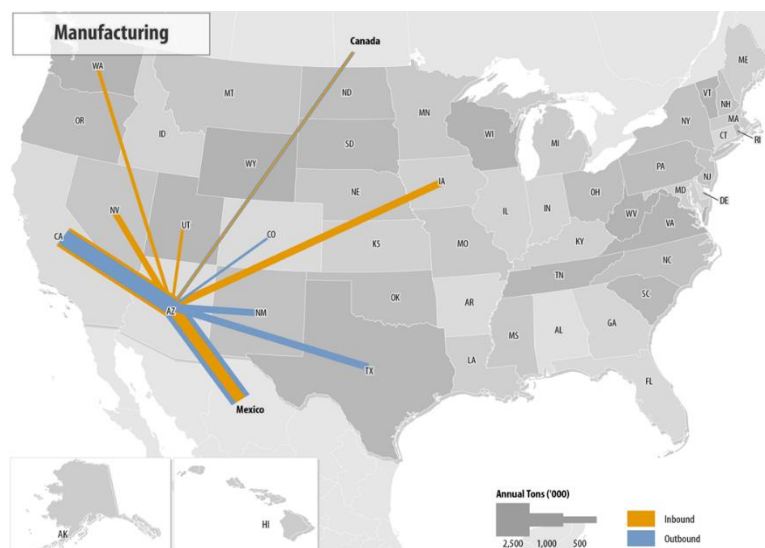 Manufacturing
Canada
WA
ME
MT
ND
VT
MN
NH
OR
MA
ID
SD
WI
NY
CT
RI
WY
MI
PA
IA
NJ
NE
OH
NV
MD
DE
UT
IL
IN
CO
WV
CA
VA
KS
MO
KY
NC
TN
OK
SC
AZ
NM
AR
MS
AL
GA
TX
LA
FL
Mexico
Annual Tons ('000)
Inbound
HI
AK
2,500
1,000
500
Outbound